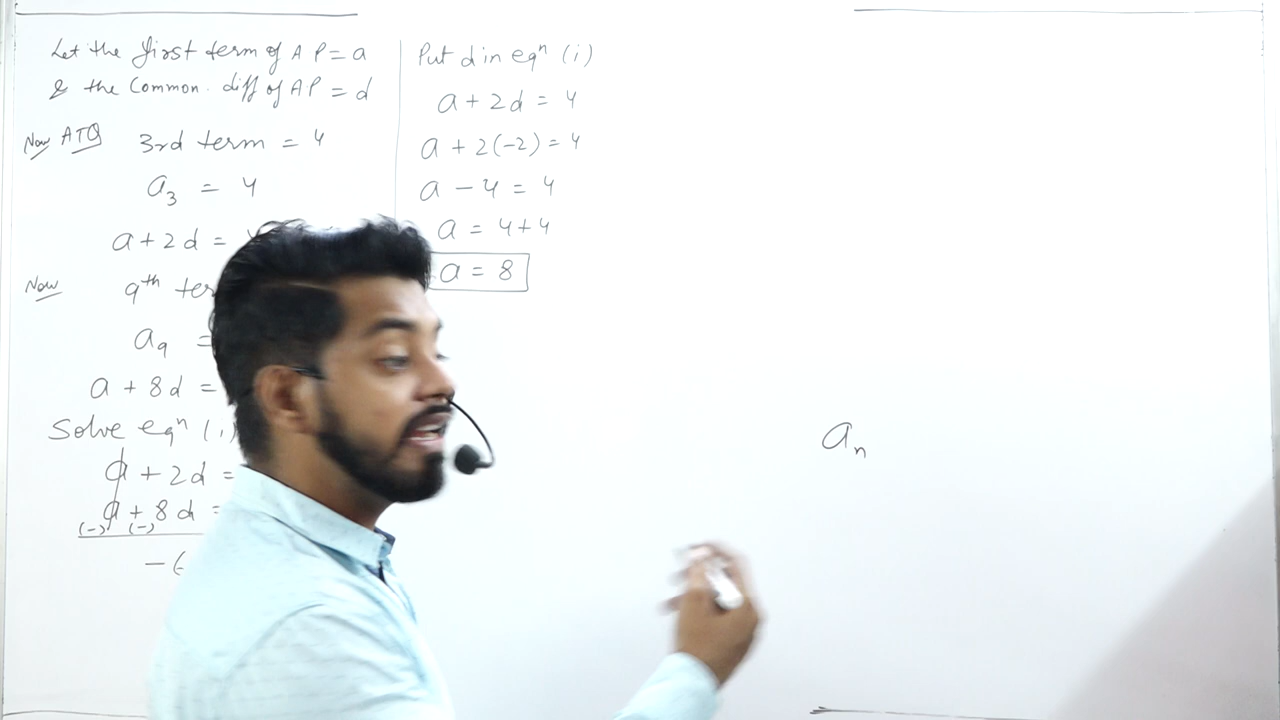 Let the first term of AP = a
& the Common. diff of AP = d
Now ATQ 3rd term = 4
a₃ = 4
a + 2d =
Now 9th
a₉ =
a + 8d =
Solve eqⁿ (i)
a + 2d =
a + 8d =
(-) (-)
Put d in eqⁿ (i)
a + 2d = 4
a + 2(-2) = 4
a - 4 = 4
a = 4+4
a = 8
aₙ